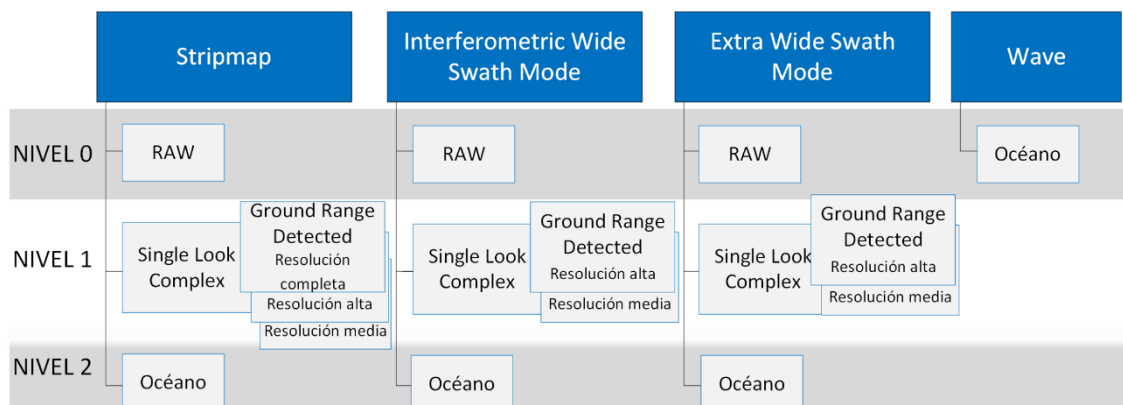 Stripmap
Interferometric Wide
Swath Mode
Extra Wide Swath
Mode
Wave
NIVEL 0
RAW
RAW
RAW
Océano
NIVEL 1
Single Look
Complex
Ground Range
Detected
Resolución
completa
Resolución alta
Resolución media
Single Look
Complex
Ground Range
Detected
Resolución alta
Resolución media
Single Look
Complex
Ground Range
Detected
Resolución alta
Resolución media
NIVEL 2
Océano
Océano
Océano